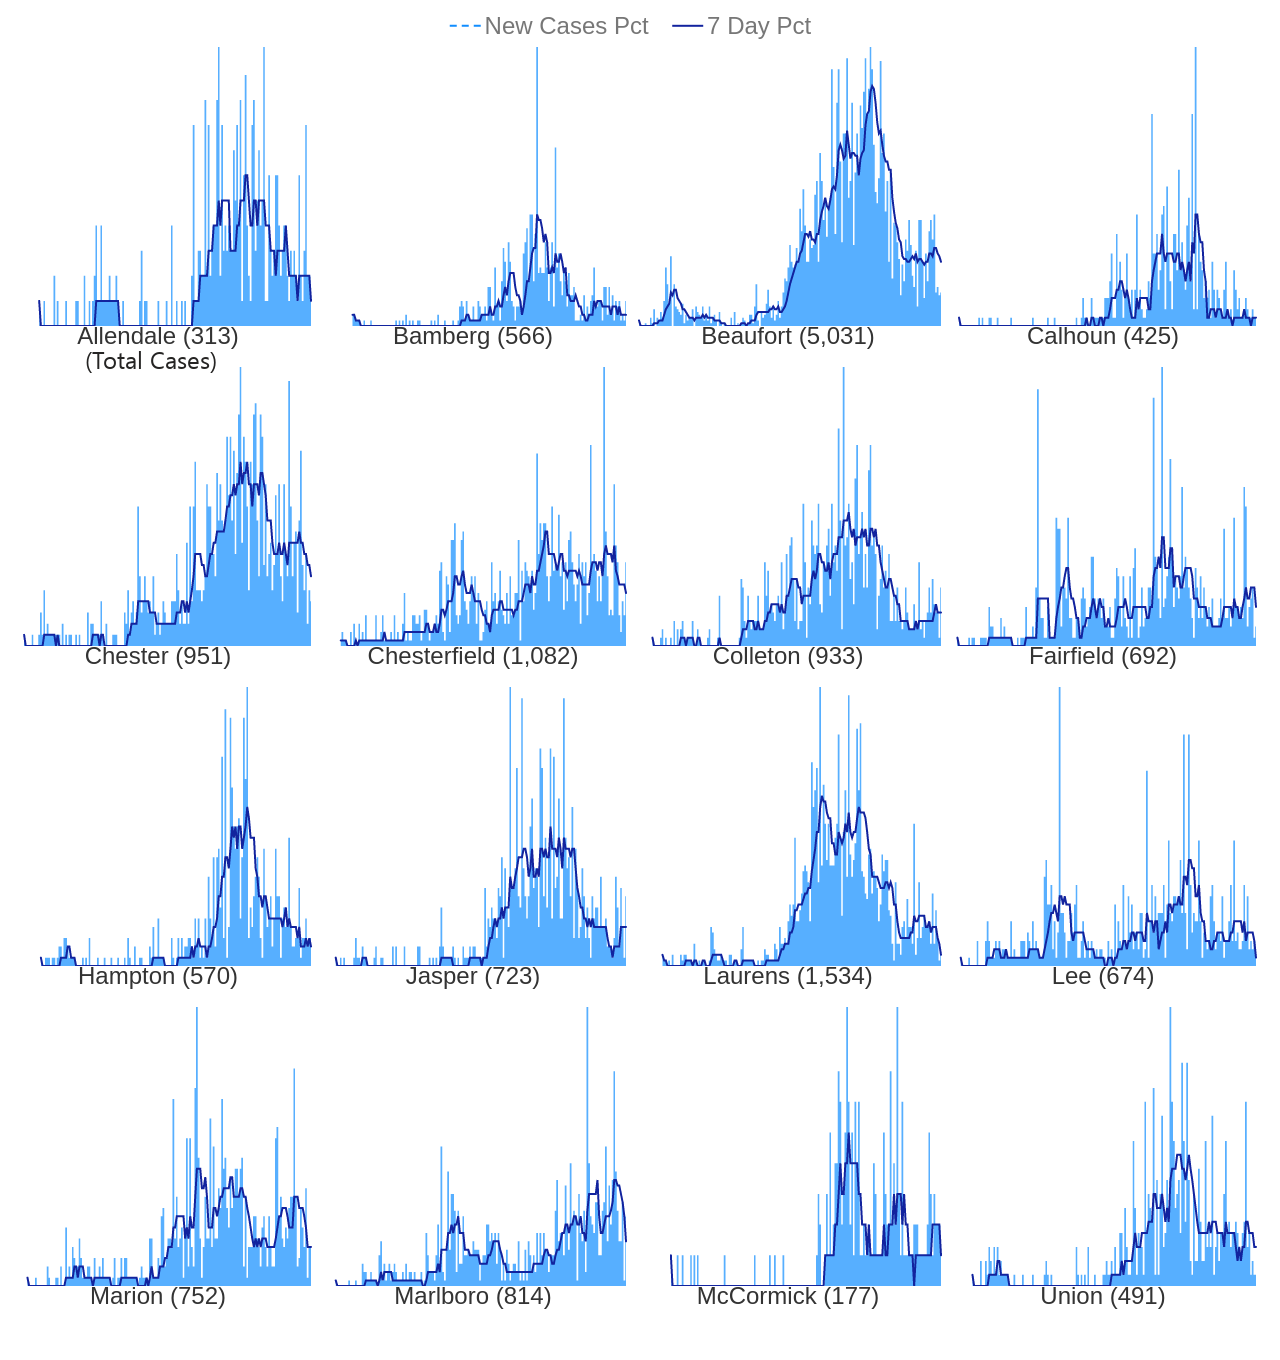 New Cases Pct 7 Day Pct
Allendale (313) Bamberg (566) Beaufort (5,031) Calhoun (425)
(Total Cases)
Chester (951) Chesterfield (1,082) Colleton (933) Fairfield (692)
Hampton (570) Jasper (723) Laurens (1,534) Lee (674)
Marion (752) Marlboro (814) McCormick (177) Union (491)